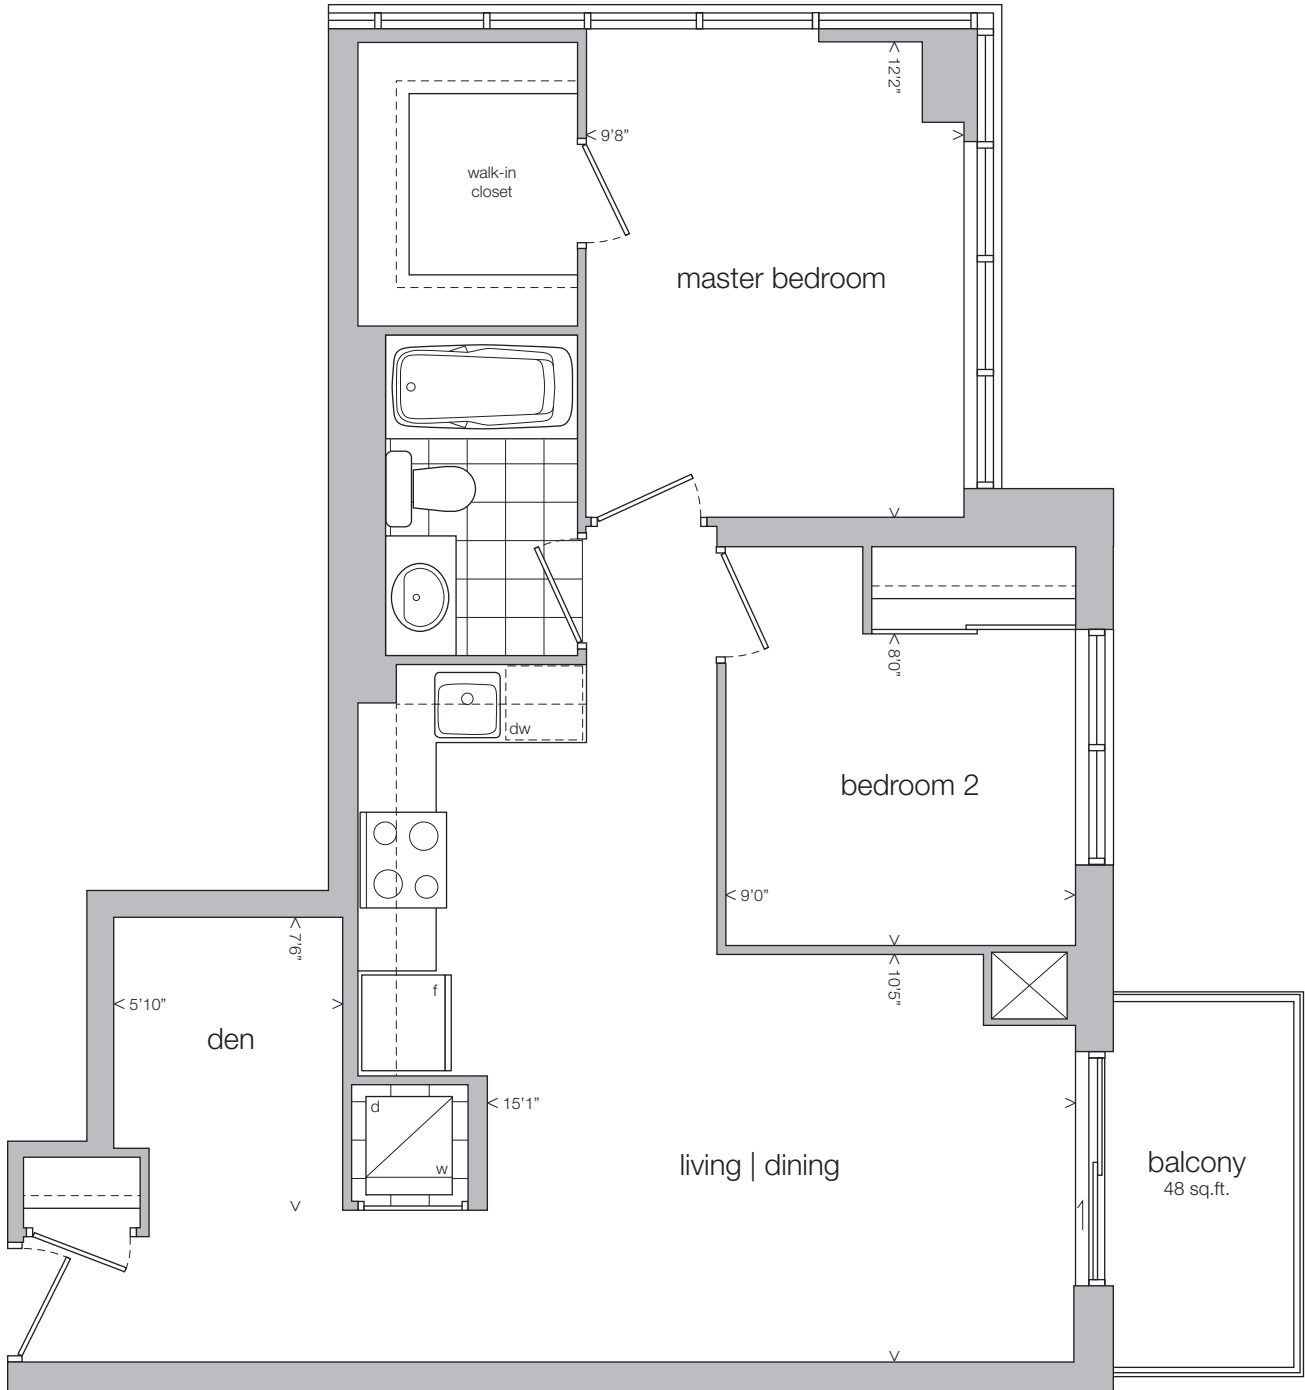 12’2”
9’8”
walk-in
closet
master bedroom
8’0”
dw
bedroom 2
9’0”
7’6”
10’5”
f
5’10”
den
d
15’1”
w
living | dining
balcony
48 sq.ft.